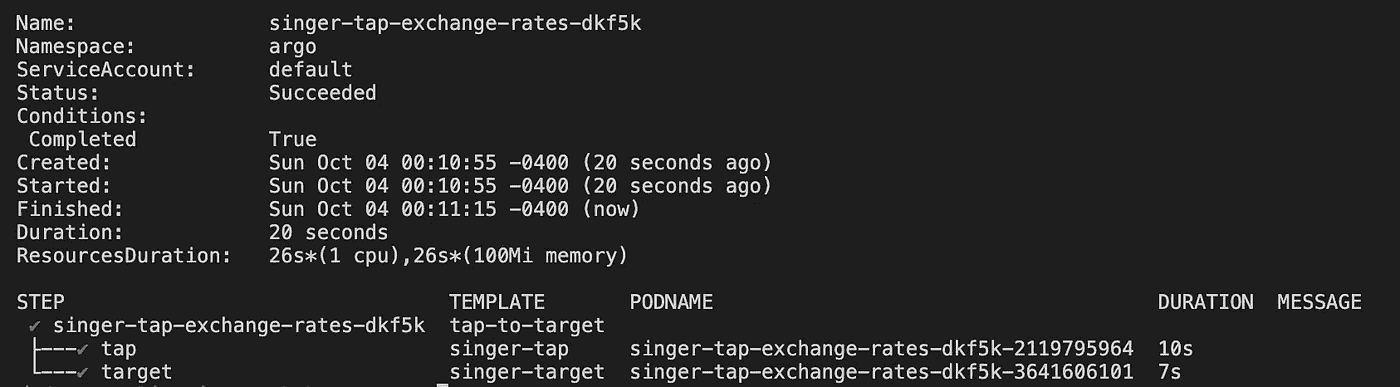 Name: singer-tap-exchange-rates-dkf5k
Namespace: argo
ServiceAccount: default
Status: Succeeded
Conditions:
Completed True
Created: Sun Oct 04 00:10:55 -0400 (20 seconds ago)
Started: Sun Oct 04 00:10:55 -0400 (20 seconds ago)
Finished: Sun Oct 04 00:11:15 -0400 (now)
Duration: 20 seconds
ResourcesDuration: 26s*(1 cpu),26s*(100Mi memory)
STEP TEMPLATE PODNAME DURATION MESSAGE
✔ singer-tap-exchange-rates-dkf5k tap-to-target
├---✔ tap singer-tap singer-tap-exchange-rates-dkf5k-2119795964 10s
└---✔ target singer-target singer-tap-exchange-rates-dkf5k-3641606101 7s